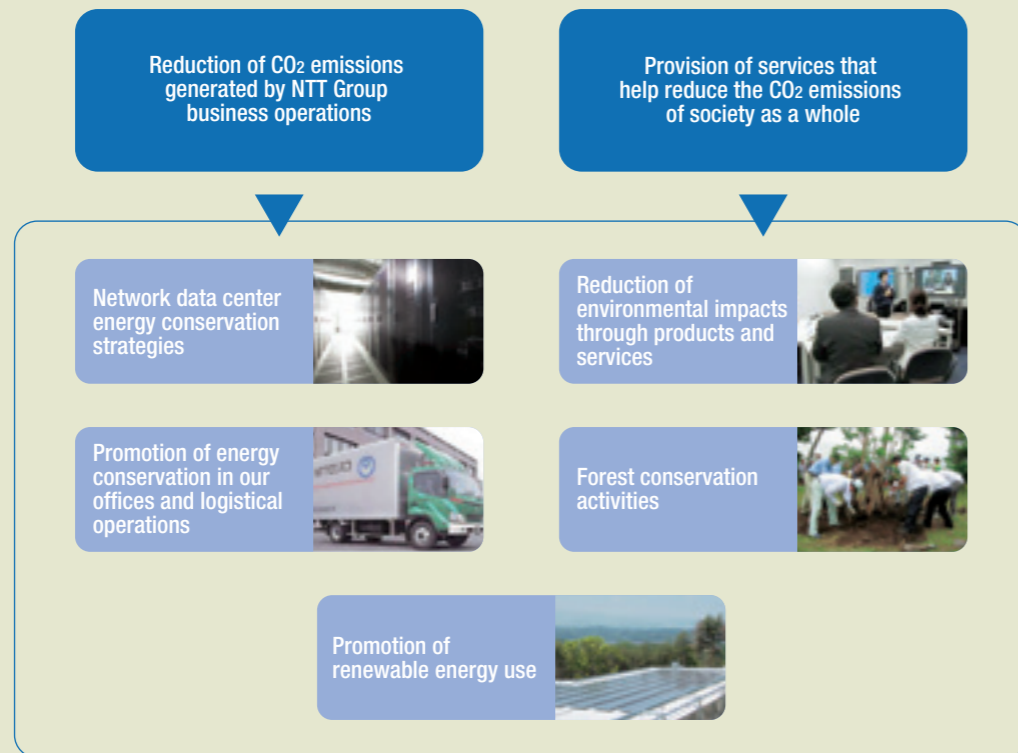 Reduction of CO2 emissions
generated by NTT Group
business operations
Provision of services that
help reduce the CO2 emissions
of society as a whole
Network data center
energy conservation
strategies
Reduction of
environmental impacts
through products and
services
Promotion of energy
conservation in our
offices and logistical
operations
Forest conservation
activities
Promotion of
renewable energy use